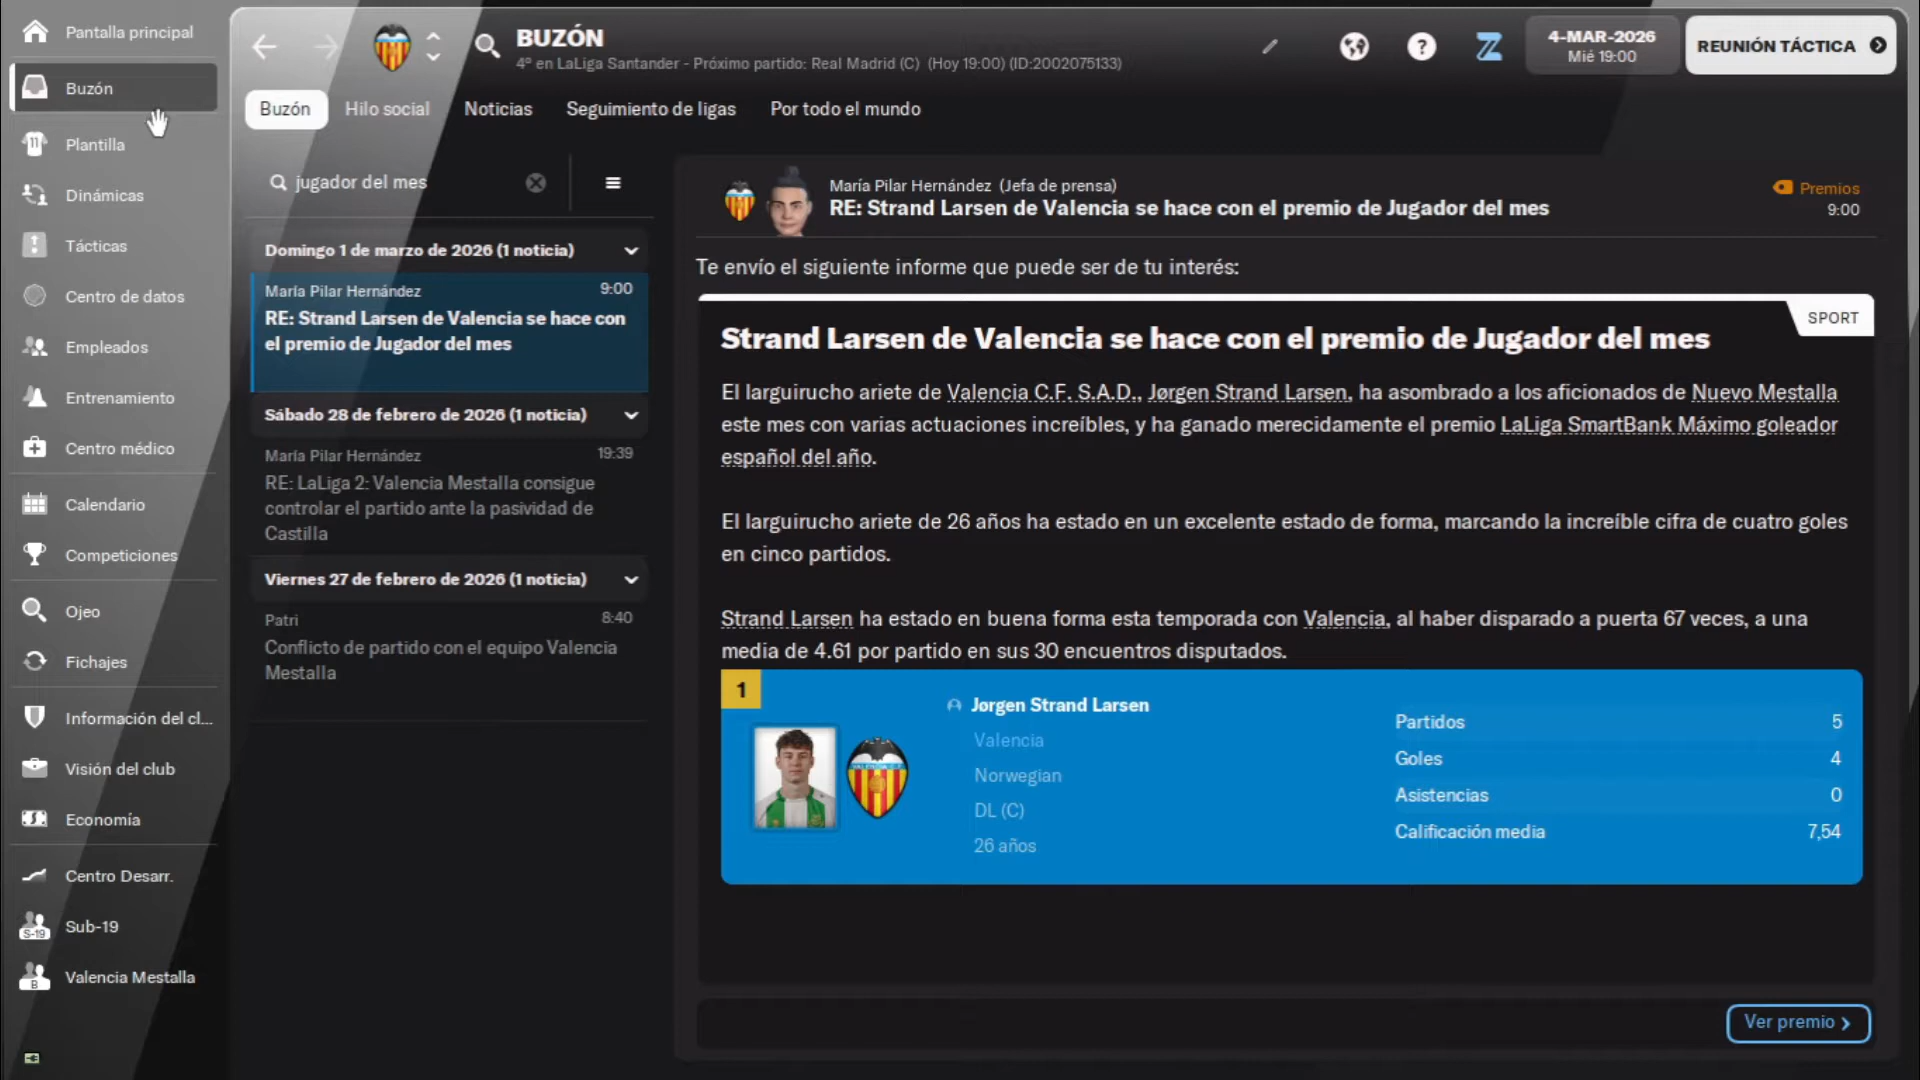 Pantalla principal
Buzón
Plantilla
Dinámicas
Tácticas
Centro de datos
Empleados
Entrenamiento
Centro médico
Calendario
Competiciones
Ojeo
Fichajes
Información del cl...
Visión del club
Economía
Centro Desarr.
S-19
Sub-19
B
Valencia Mestalla
BUZÓN
4º en LaLiga Santander - Próximo partido: Real Madrid (C) (Hoy 19:00) (ID:2002075133)
4-MAR-2026
Mié 19:00
REUNIÓN TÁCTICA
Buzón
Hilo social
Noticias
Seguimiento de ligas
Por todo el mundo
jugador del mes
Domingo 1 de marzo de 2026 (1 noticia)
María Pilar Hernández 9:00
RE: Strand Larsen de Valencia se hace con
el premio de Jugador del mes
Sábado 28 de febrero de 2026 (1 noticia)
María Pilar Hernández 19:39
RE: LaLiga 2: Valencia Mestalla consigue
controlar el partido ante la pasividad de
Castilla
Viernes 27 de febrero de 2026 (1 noticia)
Patri 8:40
Conflicto de partido con el equipo Valencia
Mestalla
María Pilar Hernández (Jefa de prensa)
RE: Strand Larsen de Valencia se hace con el premio de Jugador del mes
Premios
9:00
Te envío el siguiente informe que puede ser de tu interés:
SPORT
Strand Larsen de Valencia se hace con el premio de Jugador del mes
El larguirucho ariete de Valencia C.F. S.A.D., Jørgen Strand Larsen, ha asombrado a los aficionados de Nuevo Mestalla
este mes con varias actuaciones increíbles, y ha ganado merecidamente el premio LaLiga SmartBank Máximo goleador
español del año.
El larguirucho ariete de 26 años ha estado en un excelente estado de forma, marcando la increíble cifra de cuatro goles
en cinco partidos.
Strand Larsen ha estado en buena forma esta temporada con Valencia, al haber disparado a puerta 67 veces, a una
media de 4.61 por partido en sus 30 encuentros disputados.
1
Jørgen Strand Larsen
Valencia
Norwegian
DL (C)
26 años
Partidos 5
Goles 4
Asistencias 0
Calificación media 7,54
Ver premio